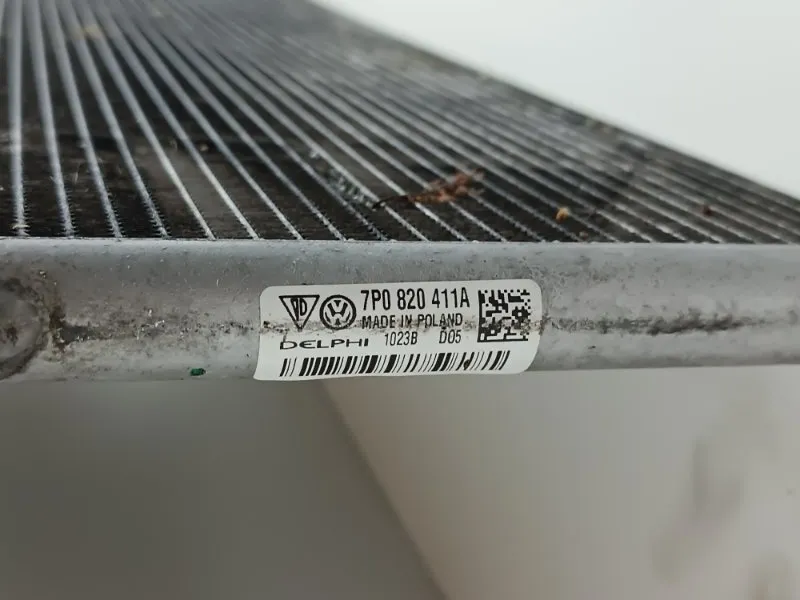 7P0 820 411A
MADE IN POLAND
DELPHI 1023B D05